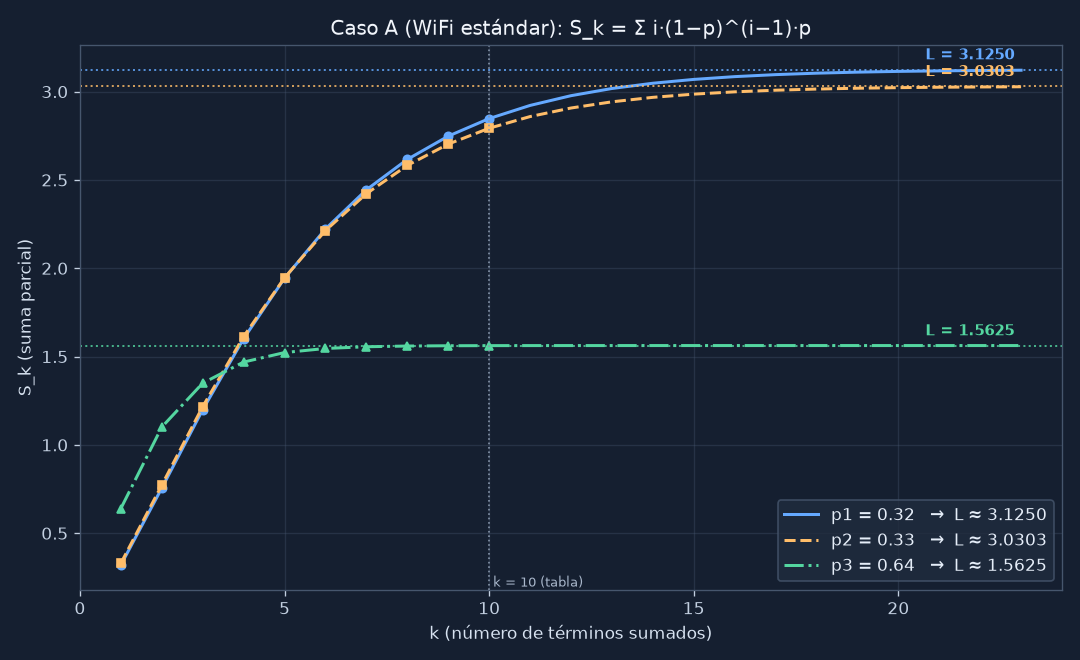 Caso A (WiFi estándar): S_k = Σ i·(1−p)^(i−1)·p
L = 3.1250
L = 3.0303
L = 1.5625
S_k (suma parcial)
3.0
2.5
2.0
1.5
1.0
0.5
p1 = 0.32 → L ≈ 3.1250
p2 = 0.33 → L ≈ 3.0303
p3 = 0.64 → L ≈ 1.5625
k = 10 (tabla)
0 5 10 15 20
k (número de términos sumados)